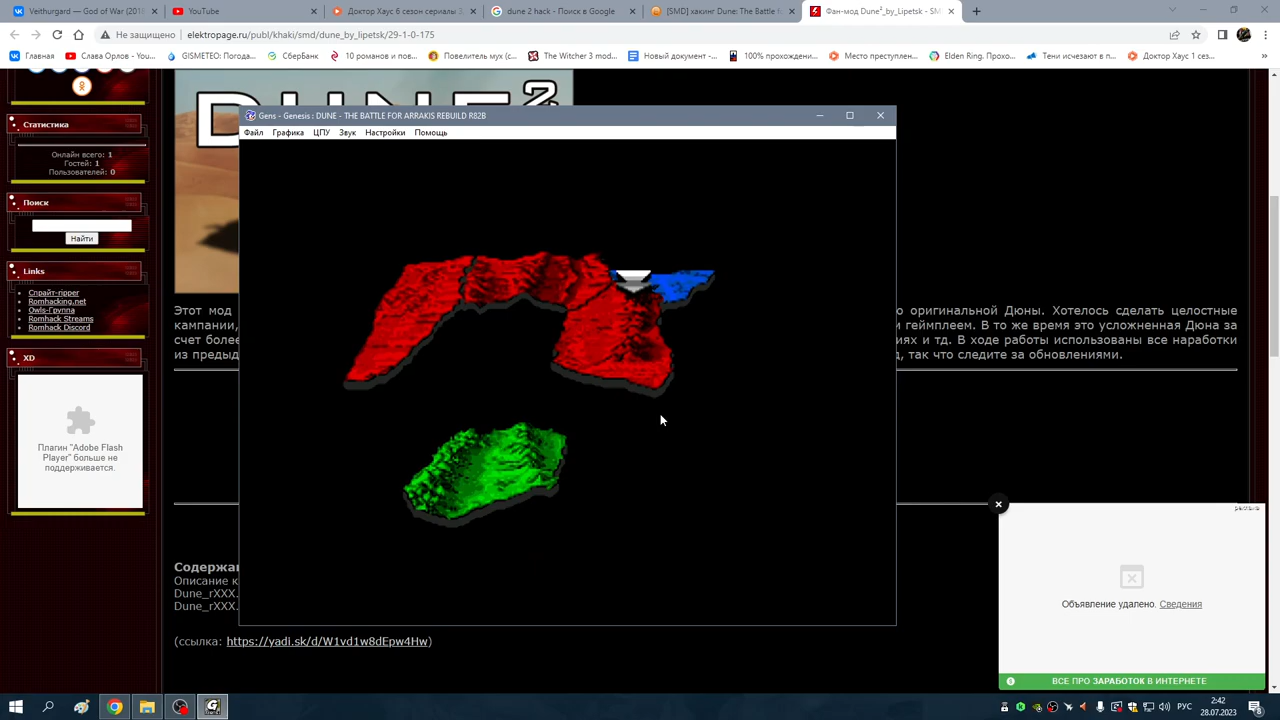 Veithurgard — God of War (2018
YouTube
Доктор Хаус 6 сезон сериалы З
dune 2 hack - Поиск в Google
[SMD] хакинг Dune: The Battle fo
Фан-мод Dune²_by_Lipetsk - SM
Не защищено
elektropage.ru/publ/khaki/smd/dune_by_lipetsk/29-1-0-175
Главная
Слава Орлов – YouT...
GISMETEO: Погода...
СберБанк
10 романов и пов...
Повелитель мух (с...
The Witcher 3 mod...
Новый документ –...
100% прохождени...
Место преступлен...
Elden Ring. Прохо...
Тени исчезают в п...
Доктор Хаус 1 сез...
Статистика
Онлайн всего: 1
Гостей: 1
Пользователей: 0
Поиск
Найти
Links
Спрайт-ripper
Romhacking.net
Owls-Группа
Romhack Streams
Romhack Discord
XD
Плагин "Adobe Flash
Player" больше не
поддерживается.
Gens - Genesis : DUNE - THE BATTLE FOR ARRAKIS REBUILD R82B
Файл
Графика
ЦПУ
Звук
Настройки
Помощь
Этот мод
о оригинальной Дюны. Хотелось сделать целостные
кампании,
и геймплеем. В то же время это усложненная Дюна за
счет более
иях и тд. В ходе работы использованы все наработки
из предыд
д, так что следите за обновлениями.
Содержан
Описание к
Dune_rXXX.
Dune_rXXX.
(ссылка: https://yadi.sk/d/W1vd1w8dEpw4Hw)
Объявление удалено. Сведения
ВСЕ ПРО ЗАРАБОТОК В ИНТЕРНЕТЕ
РУС
2:42
28.07.2023